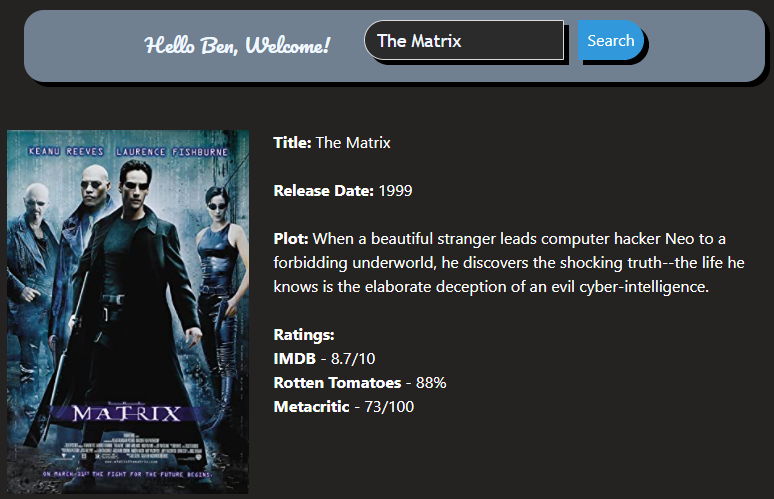 Hello Ben, Welcome!
The Matrix
Search
KEANU REEVES LAURENCE FISHBURNE
THE
MATRIX
ON MARCH 31ST THE FIGHT FOR THE FUTURE BEGINS.
Title: The Matrix
Release Date: 1999
Plot: When a beautiful stranger leads computer hacker Neo to a
forbidding underworld, he discovers the shocking truth--the life he
knows is the elaborate deception of an evil cyber-intelligence.
Ratings:
IMDB - 8.7/10
Rotten Tomatoes - 88%
Metacritic - 73/100